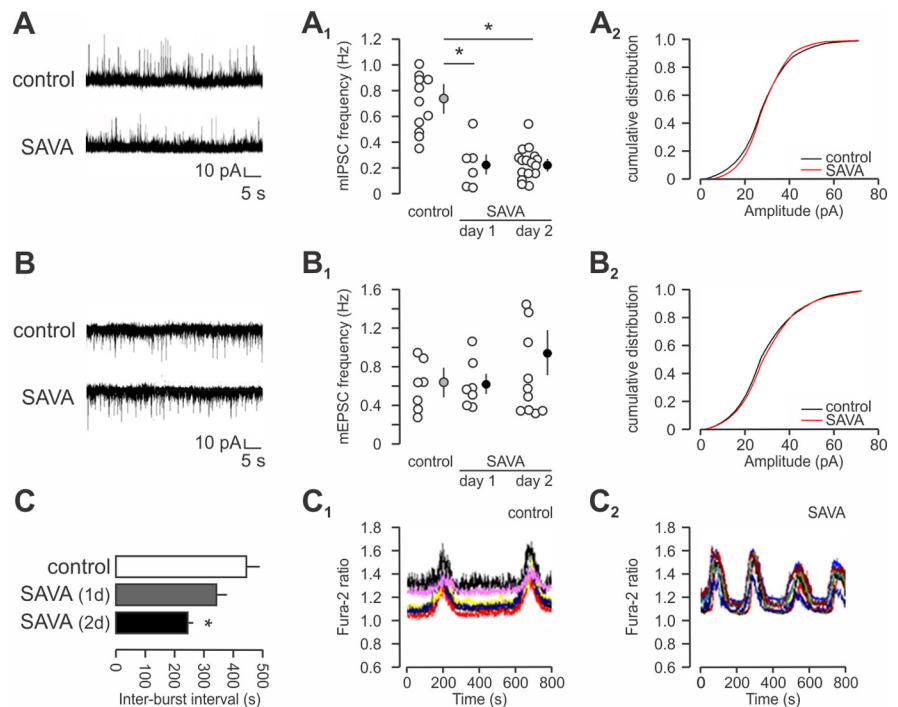 A
control
SAVA
10 pA
5 s
A1
*
*
mIPSC frequency (Hz)
1.2
1.0
0.8
0.6
0.4
0.2
0
control
SAVA
day 1 day 2
A2
cumulative distribution
1.0
0.8
0.6
0.4
0.2
0
control
SAVA
0 20 40 60 80
Amplitude (pA)
B
control
SAVA
10 pA
5 s
B1
mEPSC frequency (Hz)
1.6
1.2
0.8
0.4
0
control
SAVA
day 1 day 2
B2
cumulative distribution
1.0
0.8
0.6
0.4
0.2
0
control
SAVA
0 20 40 60 80
Amplitude (pA)
C
control
SAVA (1d)
SAVA (2d)
*
0 100 200 300 400 500
Inter-burst interval (s)
C1
control
Fura-2 ratio
1.8
1.6
1.4
1.2
1.0
0.8
0.6
0 200 400 600 800
Time (s)
C2
SAVA
Fura-2 ratio
1.8
1.6
1.4
1.2
1.0
0.8
0.6
0 200 400 600 800
Time (s)